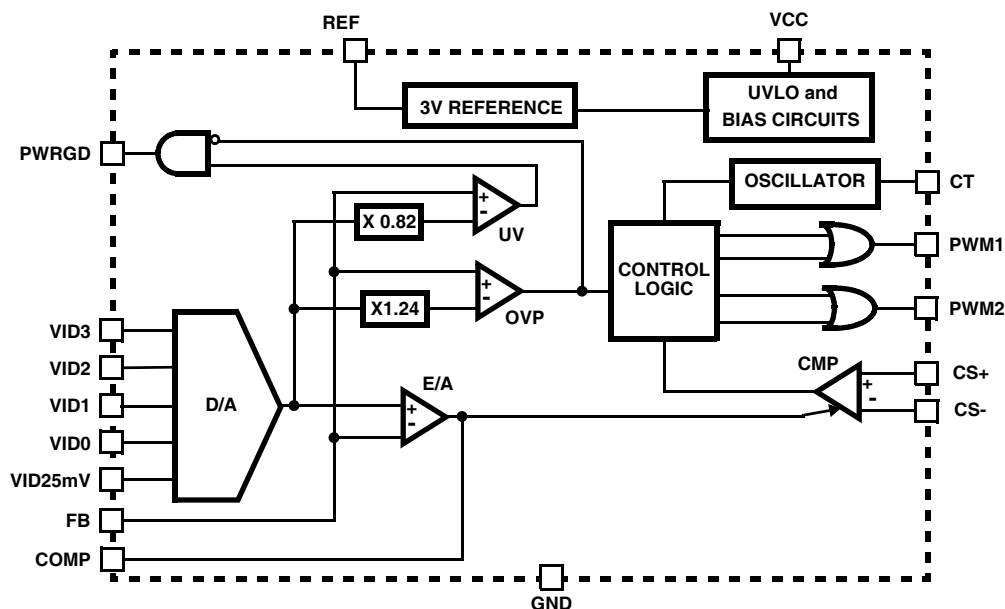 REF
VCC
3V REFERENCE
UVLO and
BIAS CIRCUITS
PWRGD
OSCILLATOR
CT
+
-
X 0.82
UV
PWM1
CONTROL
LOGIC
+
-
X1.24
OVP
PWM2
VID3
VID2
CMP
CS+
E/A
+
-
VID1
D/A
+
-
CS-
VID0
VID25mV
FB
COMP
GND